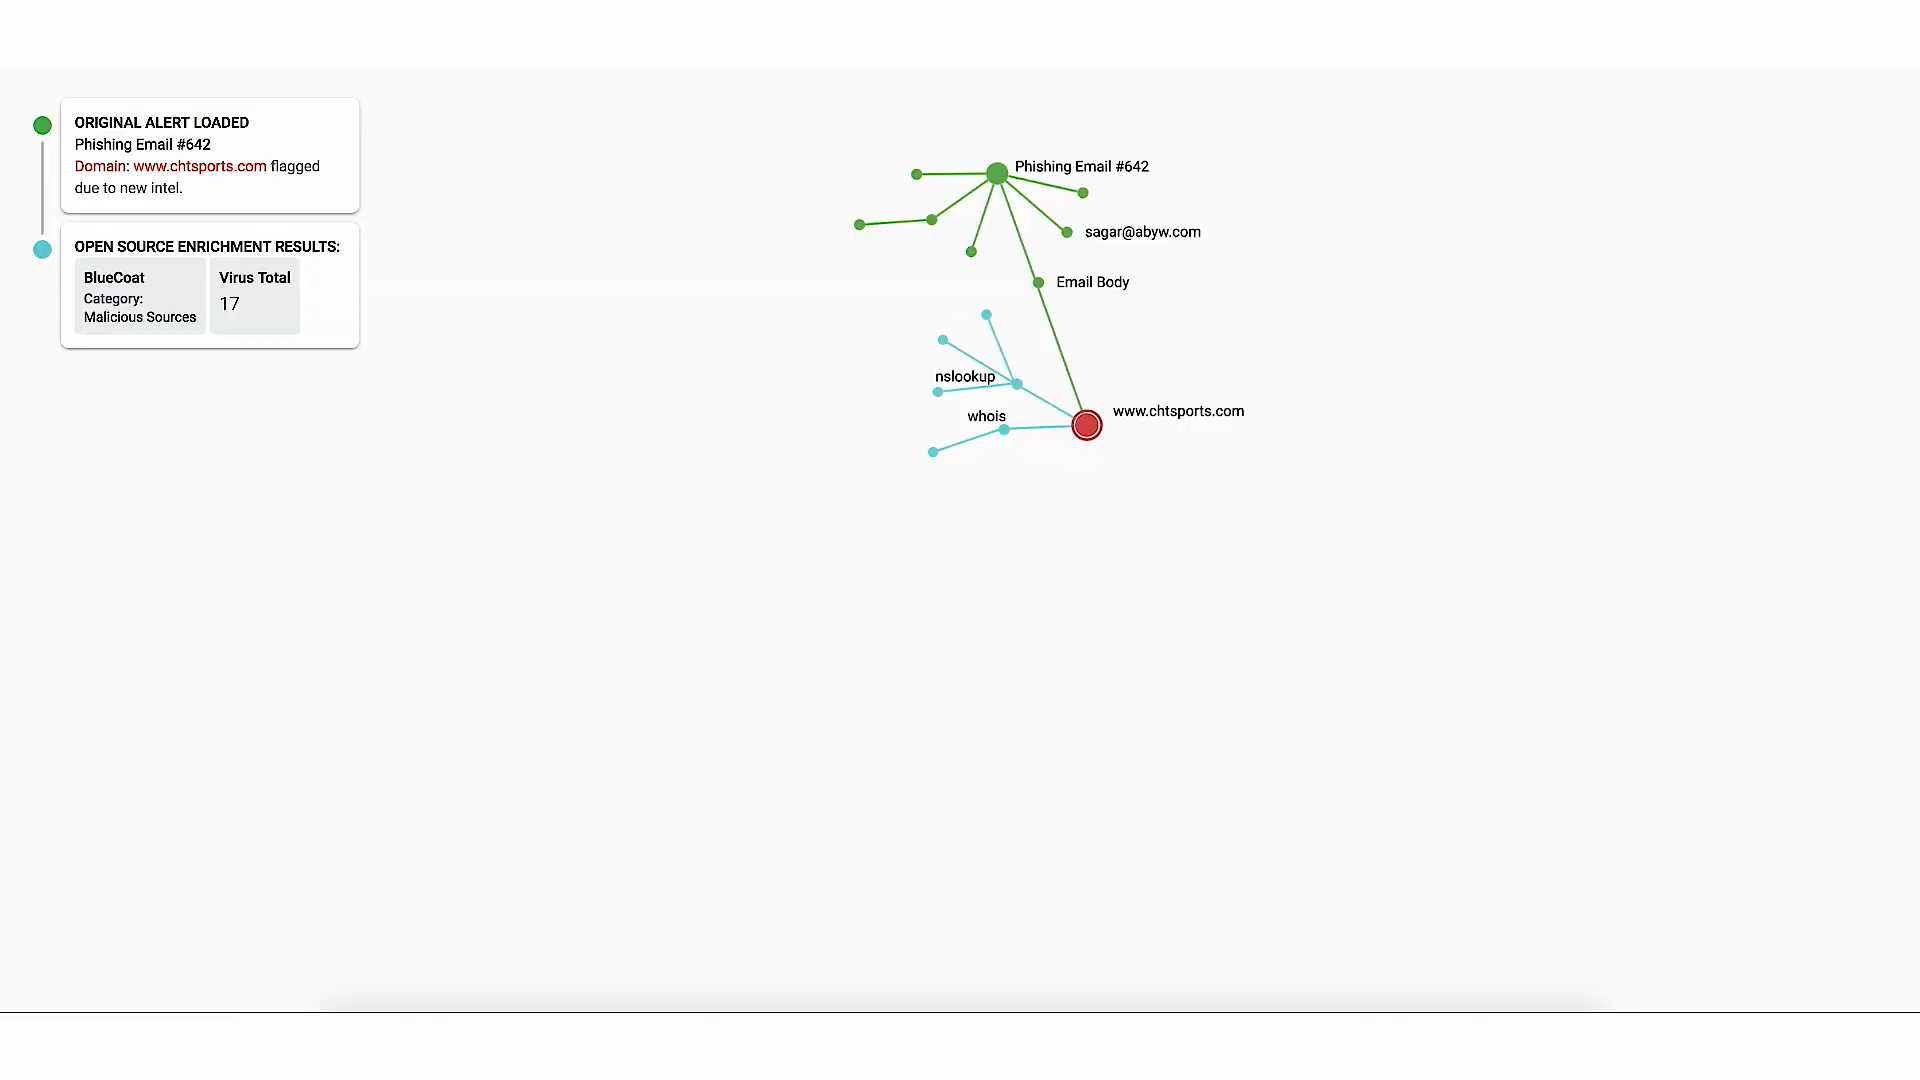 ORIGINAL ALERT LOADED
Phishing Email #642
Domain: www.chtsports.com flagged
due to new intel.
OPEN SOURCE ENRICHMENT RESULTS:
BlueCoat
Category:
Malicious Sources
Virus Total
17
Phishing Email #642
sagar@abyw.com
Email Body
nslookup
whois
www.chtsports.com